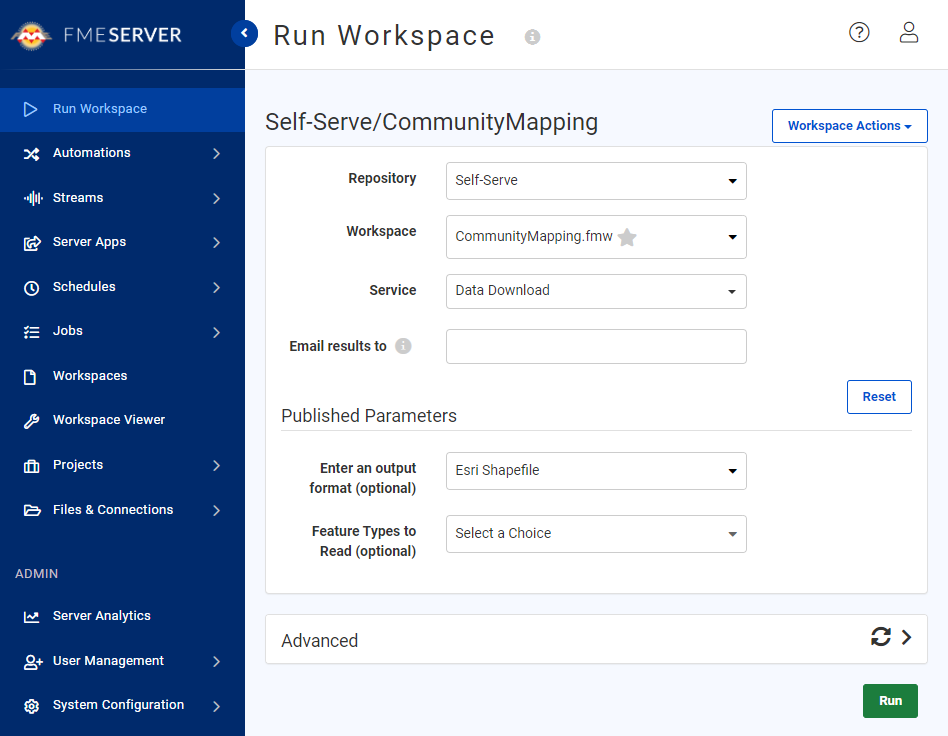 FMESERVER
Run Workspace
Run Workspace
Automations
Streams
Server Apps
Schedules
Jobs
Workspaces
Workspace Viewer
Projects
Files & Connections
ADMIN
Server Analytics
User Management
System Configuration
Self-Serve/CommunityMapping
Workspace Actions
Repository
Self-Serve
Workspace
CommunityMapping.fmw
Service
Data Download
Email results to
Reset
Published Parameters
Enter an output
format (optional)
Esri Shapefile
Feature Types to
Read (optional)
Select a Choice
Advanced
Run